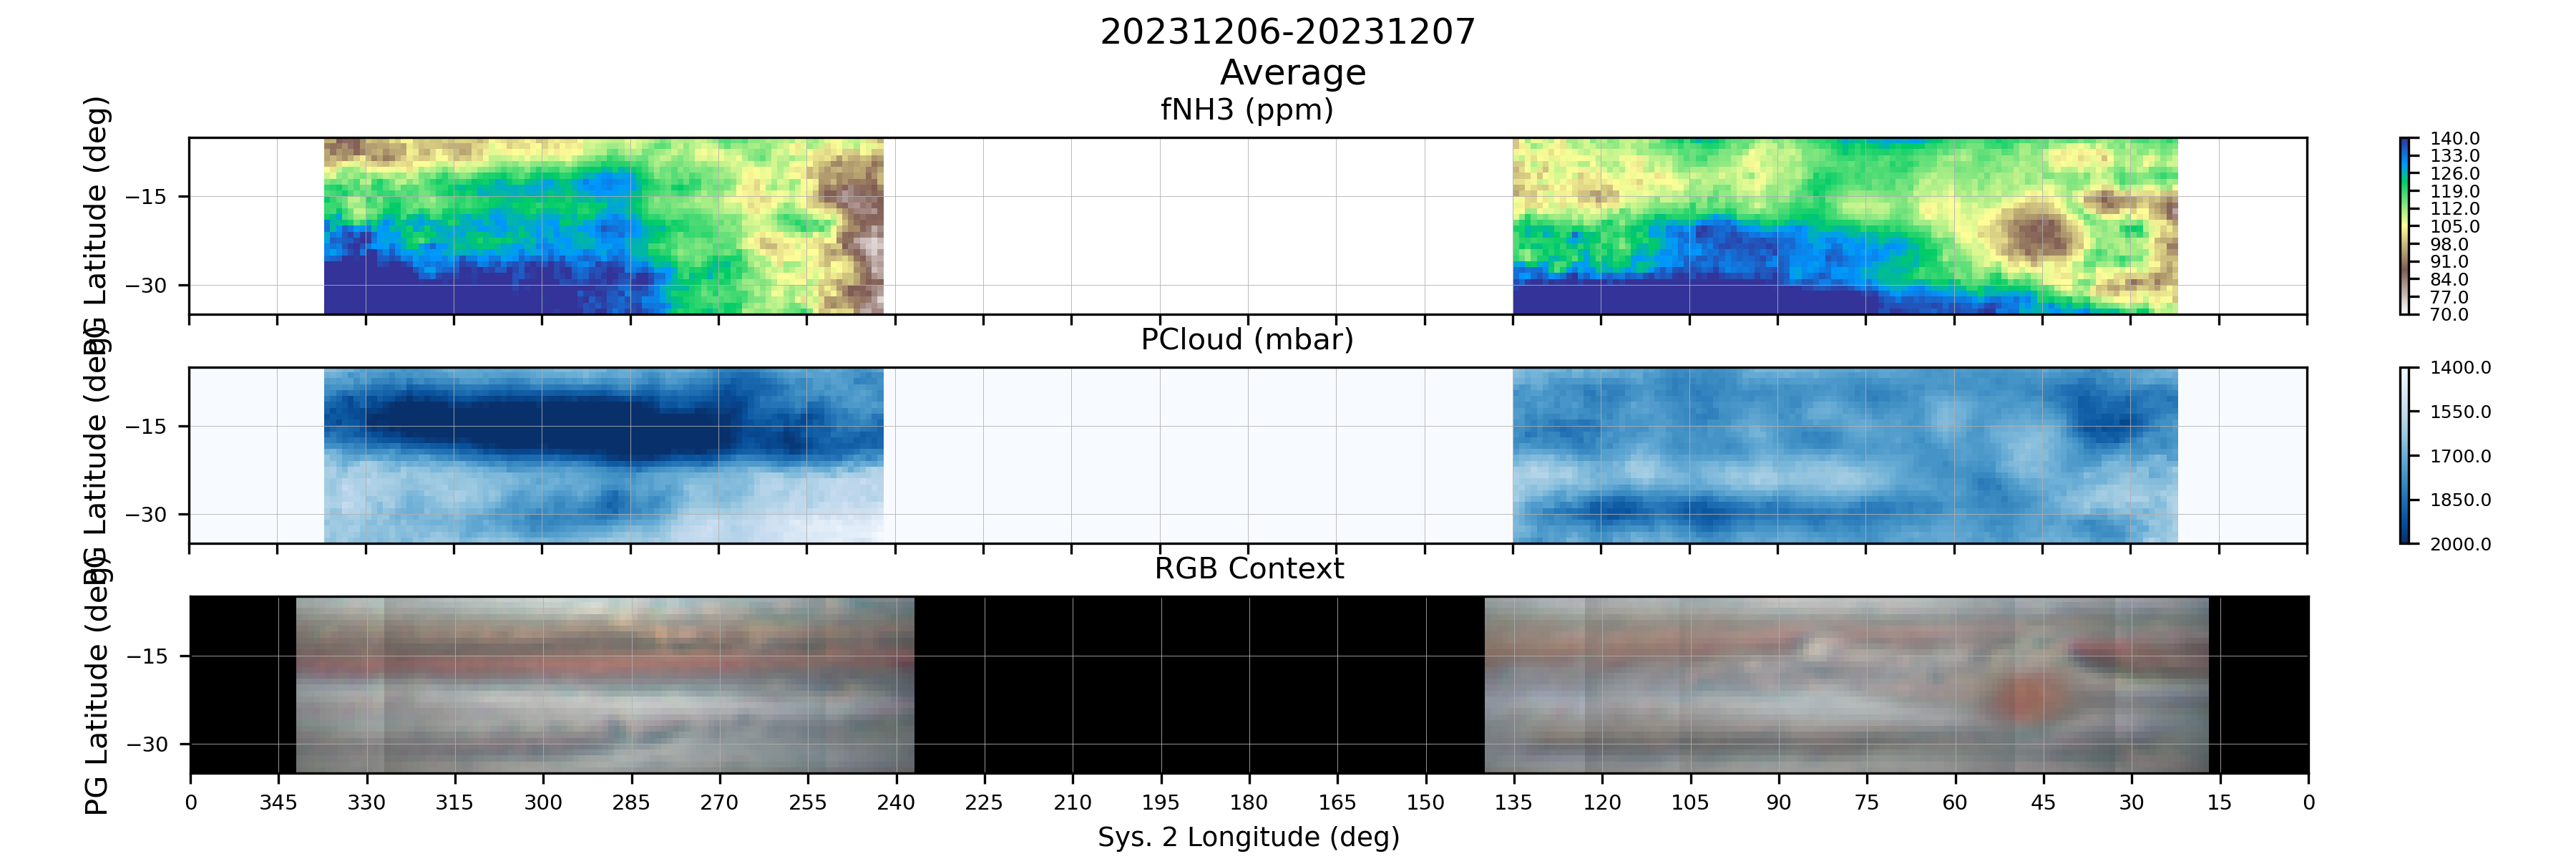 20231206-20231207
Average
fNH3 (ppm)
PG Latitude (deg)
−15
−30
140.0
133.0
126.0
119.0
112.0
105.0
98.0
91.0
84.0
77.0
70.0
PCloud (mbar)
PG Latitude (deg)
−15
−30
1400.0
1550.0
1700.0
1850.0
2000.0
RGB Context
PG Latitude (deg)
−15
−30
0 345 330 315 300 285 270 255 240 225 210 195 180 165 150 135 120 105 90 75 60 45 30 15 0
Sys. 2 Longitude (deg)